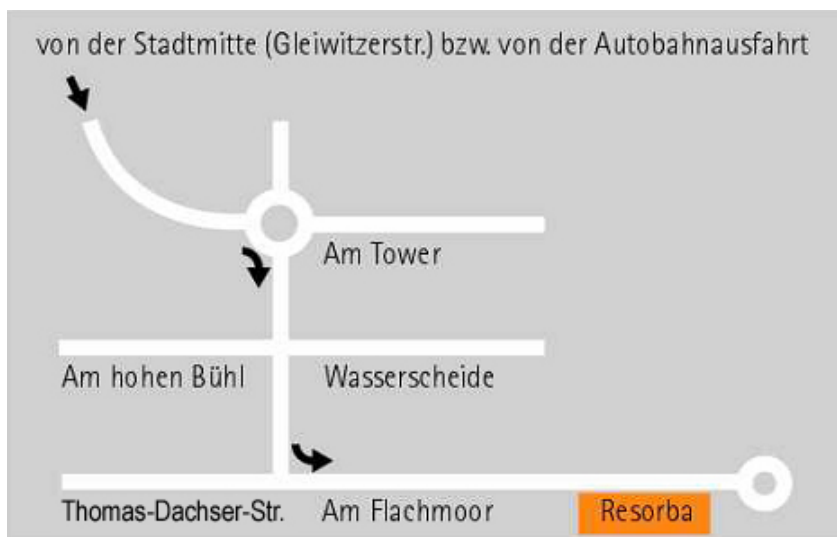 von der Stadtmitte (Gleiwitzerstr.) bzw. von der Autobahnausfahrt
Am Tower
Am hohen Bühl
Wasserscheide
Thomas-Dachser-Str.
Am Flachmoor
Resorba